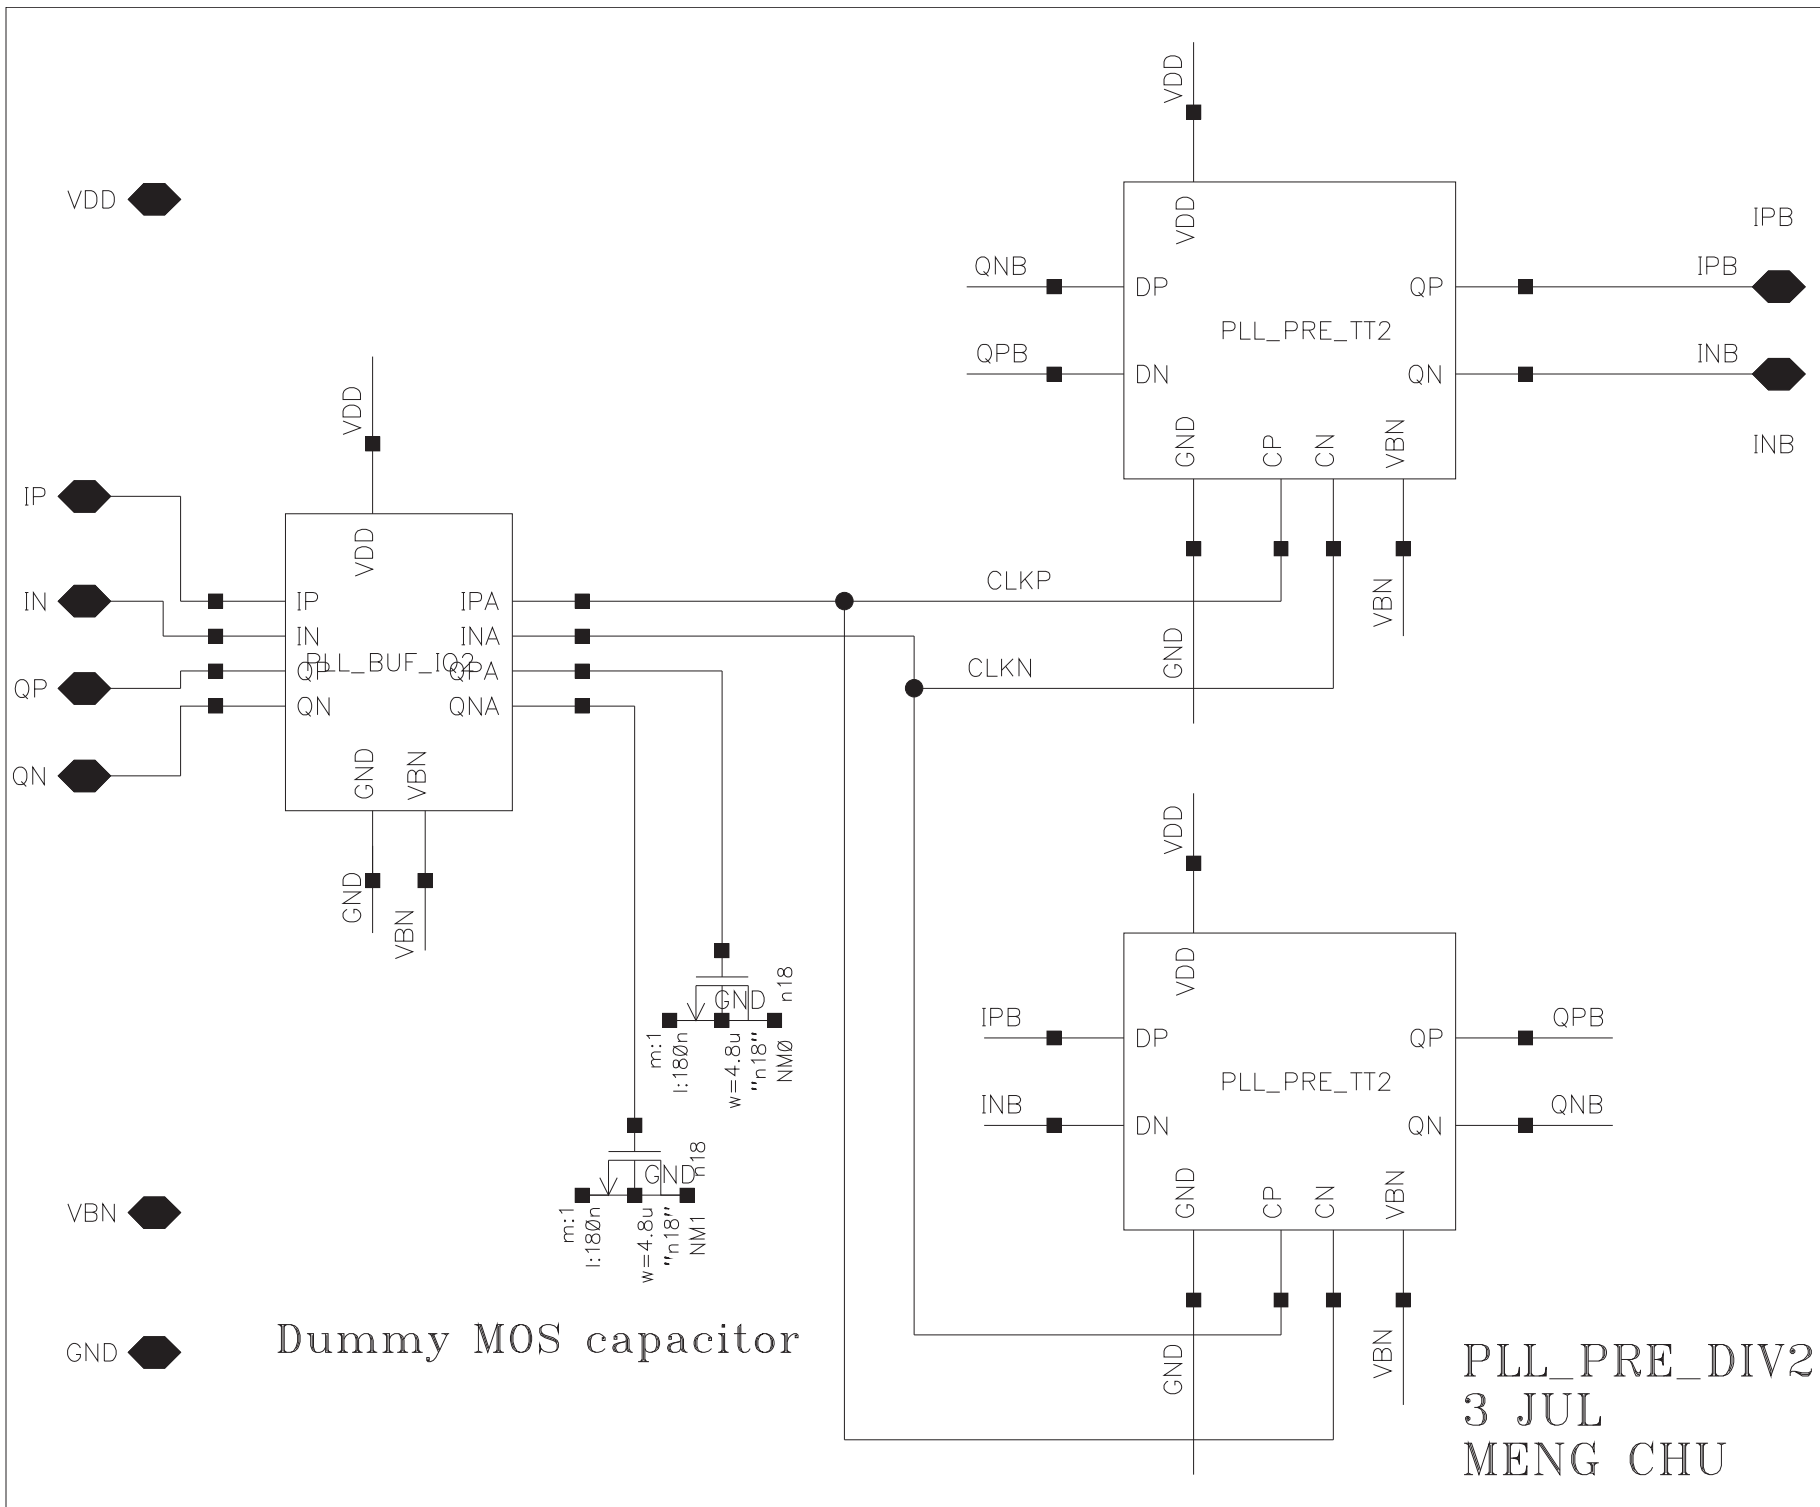 VDD
VDD
VDD
IPB
QNB
DP
QP
IPB
PLL_PRE_TT2
QPB
DN
QN
INB
GND
CP
CN
VBN
INB
VDD
IP
VDD
VBN
GND
IN
IP
IPA
CLKP
IN
INA
PLL_BUF_IQ2
QP
QP
QPA
CLKN
QN
QNA
QN
GND
VBN
VDD
GND
VBN
VDD
GND
n18
m:1
l:180n
w=4.8u
"n18"
NM0
IPB
DP
QP
QPB
PLL_PRE_TT2
INB
DN
QN
QNB
GND
n18
m:1
l:180n
w=4.8u
"n18"
NM1
GND
CP
CN
VBN
VBN
GND
Dummy MOS capacitor
GND
VBN
PLL_PRE_DIV2
3 JUL
MENG CHU